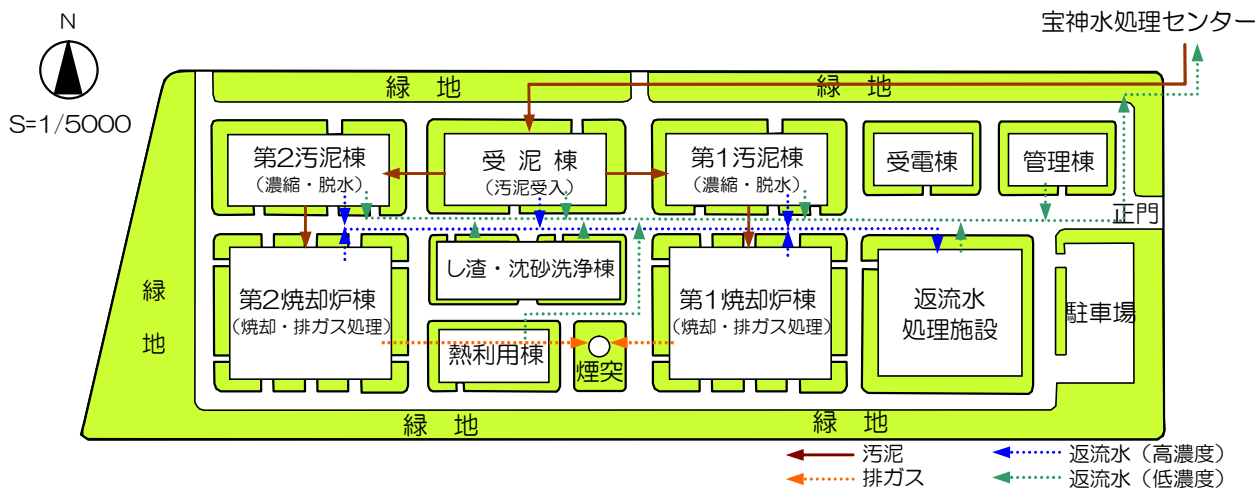 宝神水処理センター
N
S=1/5000
緑 地
緑 地
第2汚泥棟
(濃縮・脱水)
受 泥 棟
(汚泥受入)
第1汚泥棟
(濃縮・脱水)
受電棟
管理棟
正門
緑
地
第2焼却炉棟
(焼却・排ガス処理)
し渣・沈砂洗浄棟
第1焼却炉棟
(焼却・排ガス処理)
返流水
処理施設
駐車場
熱利用棟
煙突
緑 地
緑 地
汚泥
返流水(高濃度)
排ガス
返流水(低濃度)